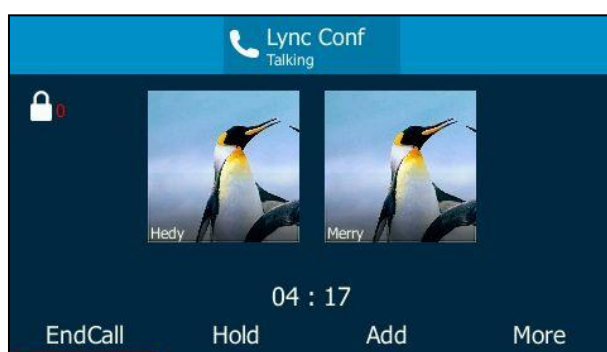 Lync Conf
Talking
0
Hedy Merry
04 : 17
EndCall Hold Add More